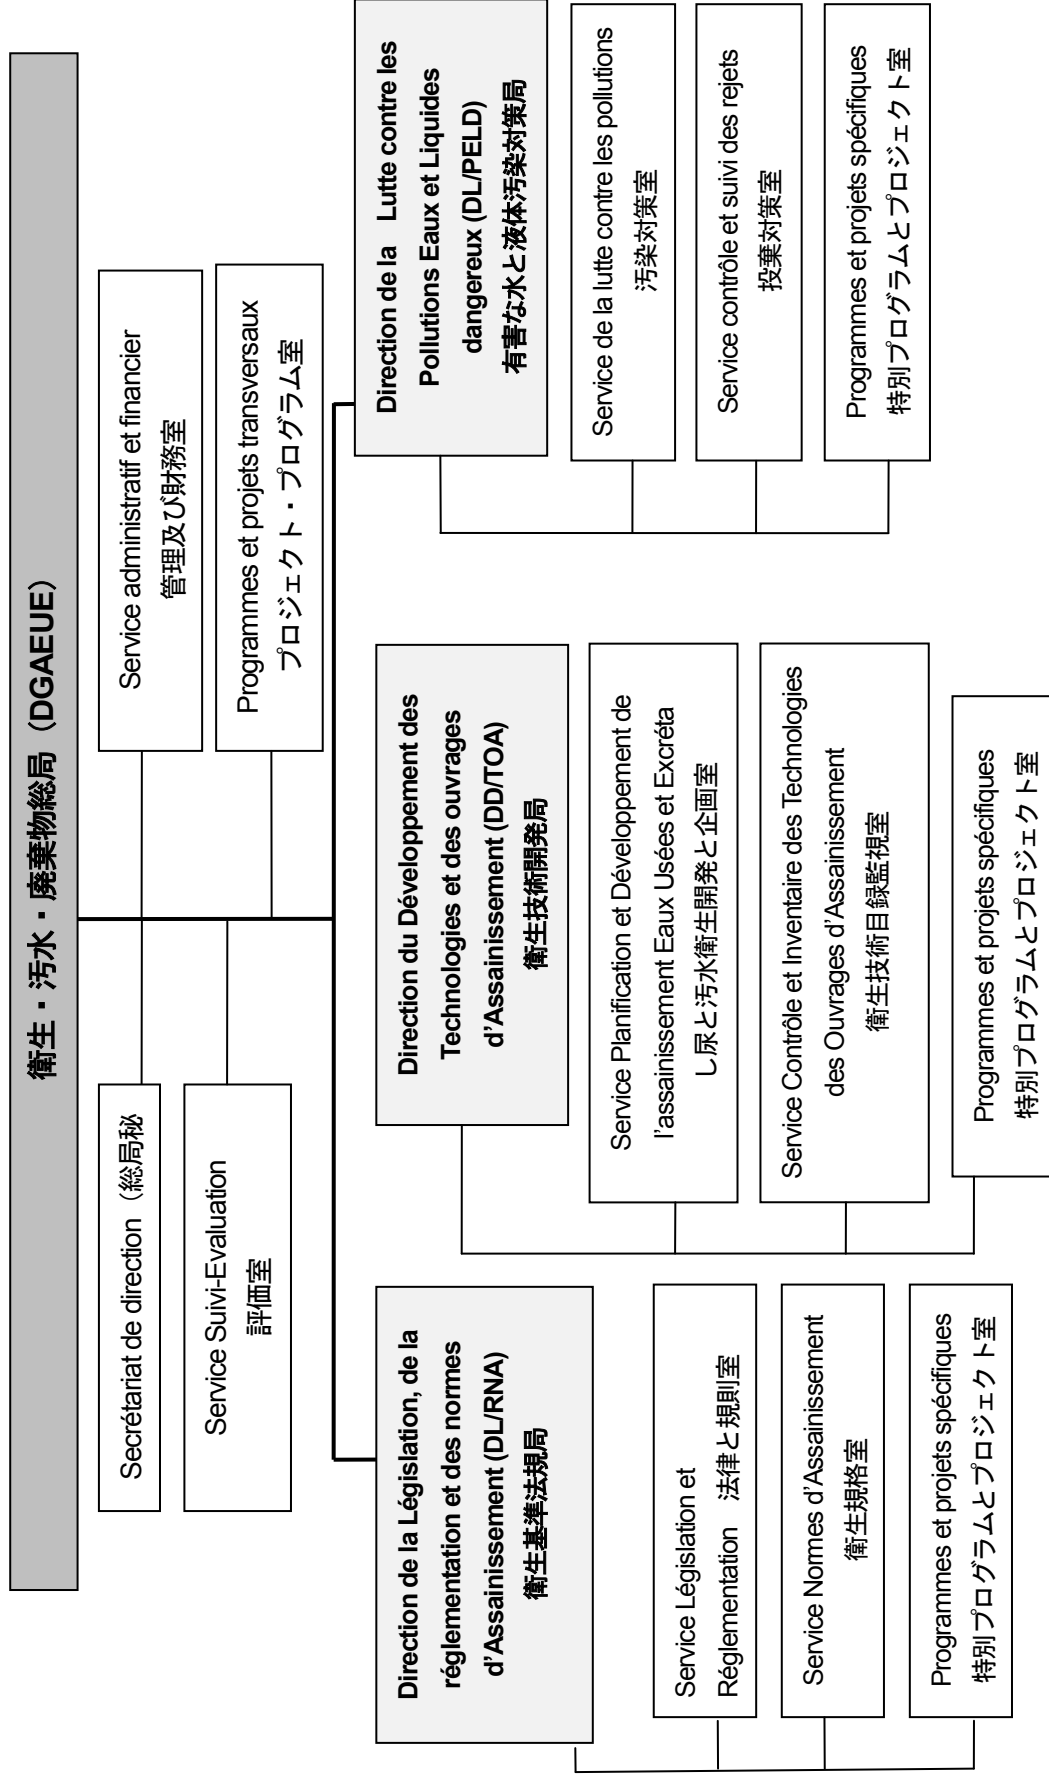 衛生・汚水・廃棄物総局（DGAEUE）
Secrétariat de direction（総局秘
Service Suivi-Evaluation
評価室
Service administratif et financier
管理及び財務室
Programmes et projets transversaux
プロジェクト・プログラム室
Direction de la Législation, de la
réglementation et des normes
d'Assainissement (DL/RNA)
衛生基準法規局
Service Législation et
Réglementation　法律と規則室
Service Normes d'Assainissement
衛生規格室
Programmes et projets spécifiques
特別プログラムとプロジェクト室
Direction du Développement des
Technologies et des ouvrages
d'Assainissement (DD/TOA)
衛生技術開発局
Service Planification et Développement de
l'assainissement Eaux Usées et Excréta
し尿と汚水衛生開発と企画室
Service Contrôle et Inventaire des Technologies
des Ouvrages d'Assainissement
衛生技術目録監視室
Programmes et projets spécifiques
特別プログラムとプロジェクト室
Direction de la　Lutte contre les
Pollutions Eaux et Liquides
dangereux (DL/PELD)
有害な水と液体汚染対策局
Service de la lutte contre les pollutions
汚染対策室
Service contrôle et suivi des rejets
投棄対策室
Programmes et projets spécifiques
特別プログラムとプロジェクト室